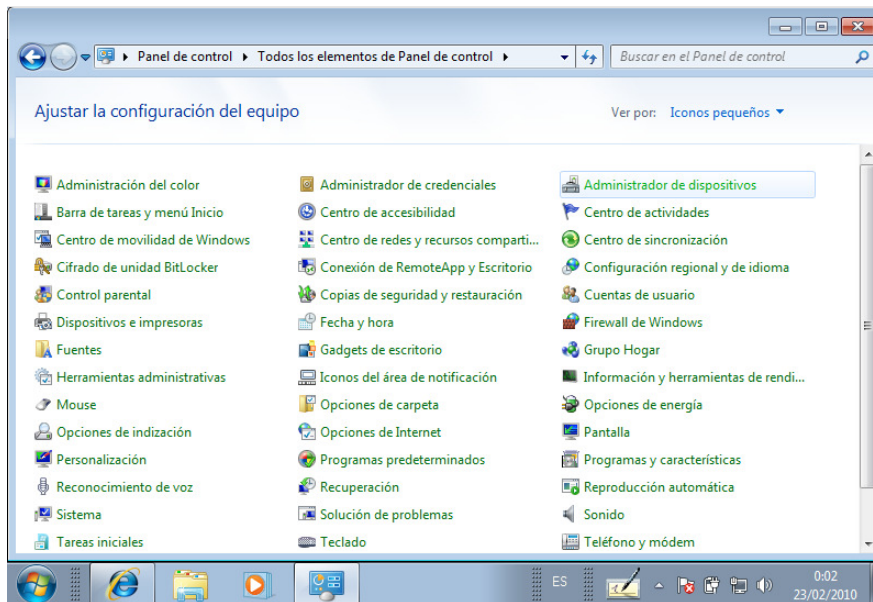 Panel de control Todos los elementos de Panel de control Buscar en el Panel de control
Ajustar la configuración del equipo Ver por: Iconos pequeños
Administración del color Administrador de credenciales Administrador de dispositivos
Barra de tareas y menú Inicio Centro de accesibilidad Centro de actividades
Centro de movilidad de Windows Centro de redes y recursos comparti... Centro de sincronización
Cifrado de unidad BitLocker Conexión de RemoteApp y Escritorio Configuración regional y de idioma
Control parental Copias de seguridad y restauración Cuentas de usuario
Dispositivos e impresoras Fecha y hora Firewall de Windows
Fuentes Gadgets de escritorio Grupo Hogar
Herramientas administrativas Iconos del área de notificación Información y herramientas de rendi...
Mouse Opciones de carpeta Opciones de energía
Opciones de indización Opciones de Internet Pantalla
Personalización Programas predeterminados Programas y características
Reconocimiento de voz Recuperación Reproducción automática
Sistema Solución de problemas Sonido
Tareas iniciales Teclado Teléfono y módem
ES 0:02
23/02/2010